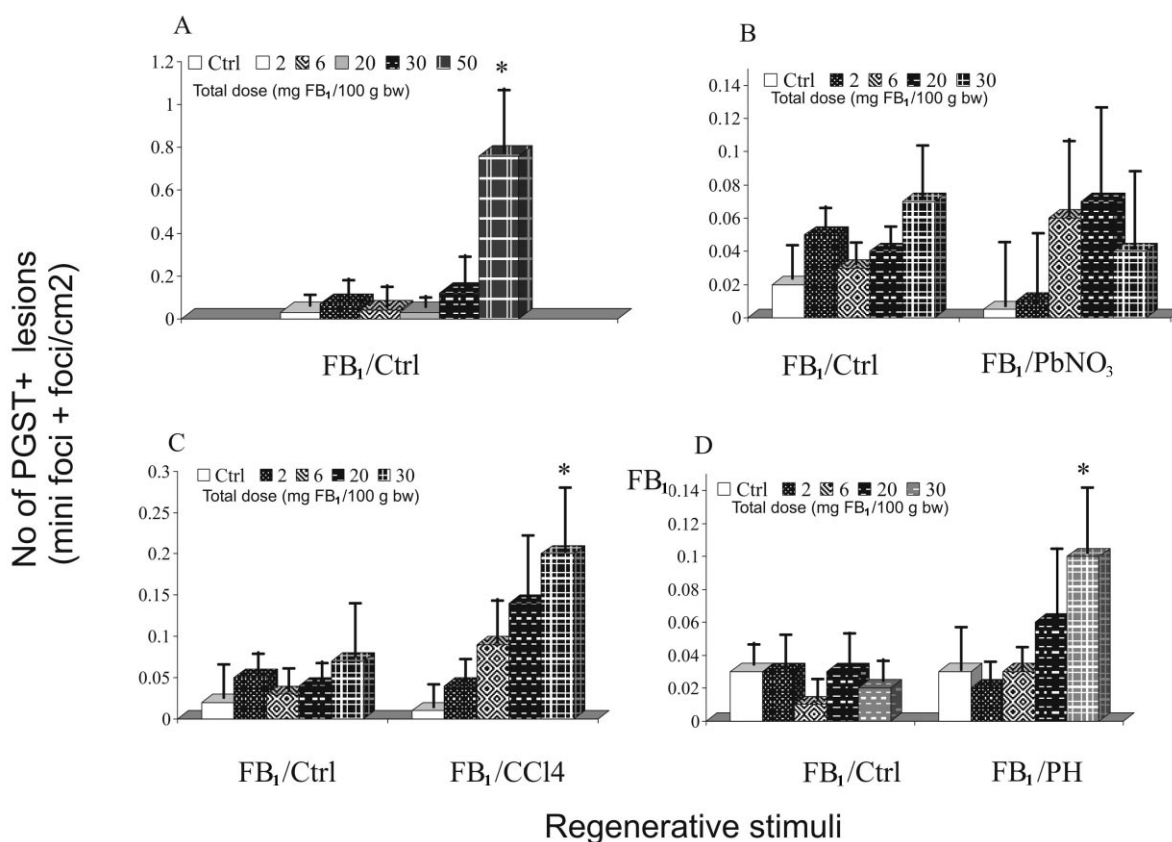 No of PGST+ lesions
(mini foci + foci/cm2)
A
Ctrl 2 6 20 30 50
Total dose (mg FB₁/100 g bw)
*
1.2
1
0.8
0.6
0.4
0.2
0
FB₁/Ctrl
B
Ctrl 2 6 20 30
Total dose (mg FB₁/100 g bw)
0.14
0.12
0.1
0.08
0.06
0.04
0.02
0
FB₁/Ctrl FB₁/PbNO₃
C
Ctrl 2 6 20 30
Total dose (mg FB₁/100 g bw)
*
0.3
0.25
0.2
0.15
0.1
0.05
0
FB₁/Ctrl FB₁/CCl4
D
FB₁
Ctrl 2 6 20 30
Total dose (mg FB₁/100 g bw)
*
0.14
0.12
0.1
0.08
0.06
0.04
0.02
0
FB₁/Ctrl FB₁/PH
Regenerative stimuli